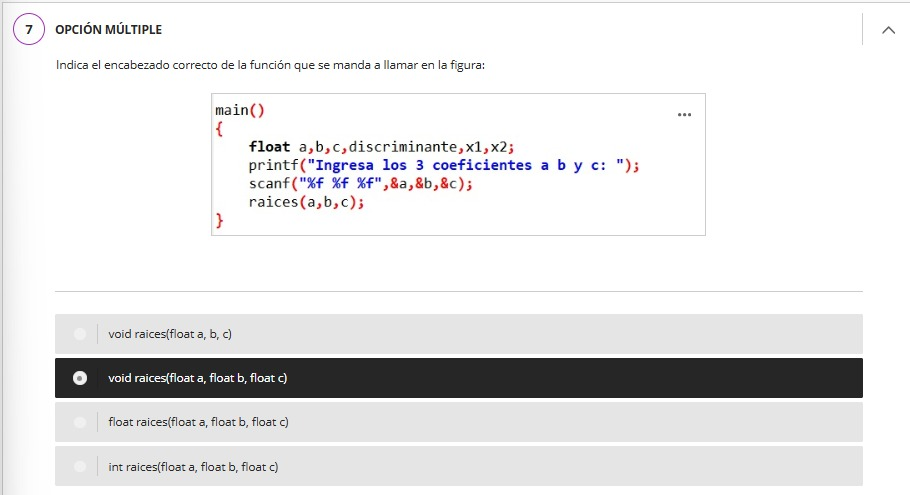 7 OPCIÓN MÚLTIPLE
Indica el encabezado correcto de la función que se manda a llamar en la figura:
main()
{
float a,b,c,discriminante,x1,x2;
printf("Ingresa los 3 coeficientes a b y c: ");
scanf("%f %f %f",&a,&b,&c);
raices(a,b,c);
}
void raices(float a, b, c)
void raices(float a, float b, float c)
float raices(float a, float b, float c)
int raices(float a, float b, float c)